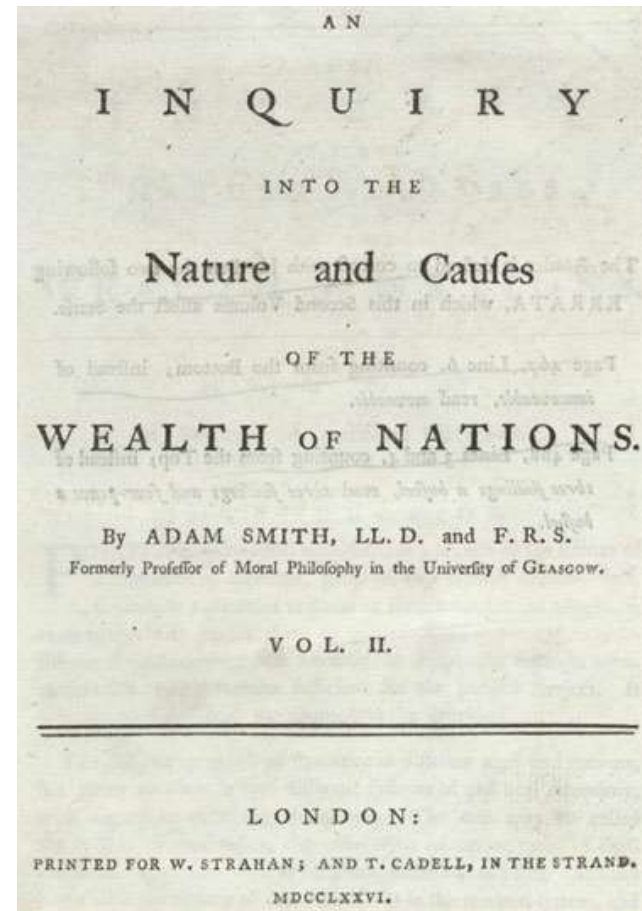 AN
INQUIRY
INTO THE
Nature and Cauſes
OF THE
WEALTH OF NATIONS.
By ADAM SMITH, LL. D. and F. R. S.
Formerly Profeſſor of Moral Philoſophy in the Univerſity of GLASGOW.
VOL. II.
LONDON:
PRINTED FOR W. STRAHAN; AND T. CADELL, IN THE STRAND.
MDCCLXXVI.